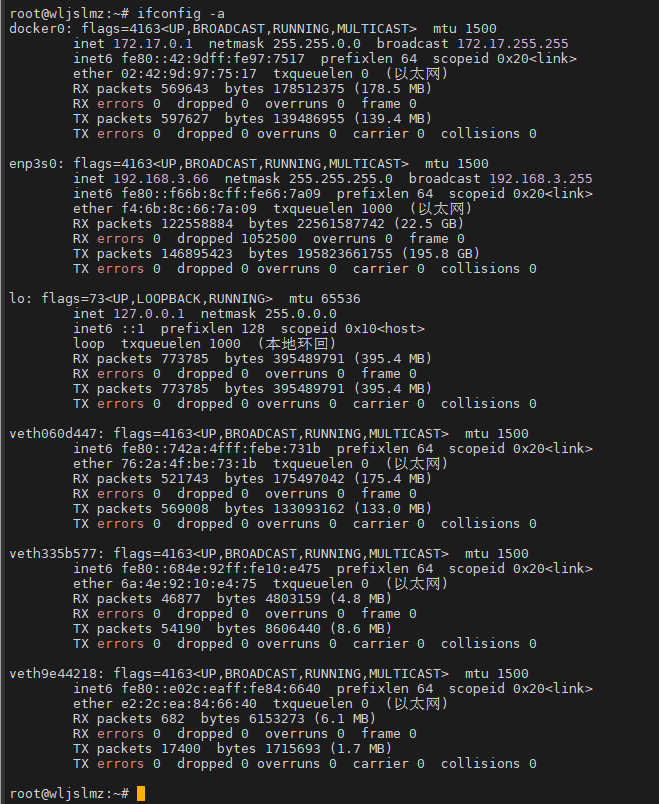 root@wljslmz:~# ifconfig -a
docker0: flags=4163<UP,BROADCAST,RUNNING,MULTICAST>  mtu 1500
        inet 172.17.0.1  netmask 255.255.0.0  broadcast 172.17.255.255
        inet6 fe80::42:9dff:fe97:7517  prefixlen 64  scopeid 0x20<link>
        ether 02:42:9d:97:75:17  txqueuelen 0  (以太网)
        RX packets 569643  bytes 178512375 (178.5 MB)
        RX errors 0  dropped 0  overruns 0  frame 0
        TX packets 597627  bytes 139486955 (139.4 MB)
        TX errors 0  dropped 0 overruns 0  carrier 0  collisions 0

enp3s0: flags=4163<UP,BROADCAST,RUNNING,MULTICAST>  mtu 1500
        inet 192.168.3.66  netmask 255.255.255.0  broadcast 192.168.3.255
        inet6 fe80::f66b:8cff:fe66:7a09  prefixlen 64  scopeid 0x20<link>
        ether f4:6b:8c:66:7a:09  txqueuelen 1000  (以太网)
        RX packets 122558884  bytes 22561587742 (22.5 GB)
        RX errors 0  dropped 1052500  overruns 0  frame 0
        TX packets 146895423  bytes 195823661755 (195.8 GB)
        TX errors 0  dropped 0 overruns 0  carrier 0  collisions 0

lo: flags=73<UP,LOOPBACK,RUNNING>  mtu 65536
        inet 127.0.0.1  netmask 255.0.0.0
        inet6 ::1  prefixlen 128  scopeid 0x10<host>
        loop  txqueuelen 1000  (本地环回)
        RX packets 773785  bytes 395489791 (395.4 MB)
        RX errors 0  dropped 0  overruns 0  frame 0
        TX packets 773785  bytes 395489791 (395.4 MB)
        TX errors 0  dropped 0 overruns 0  carrier 0  collisions 0

veth060d447: flags=4163<UP,BROADCAST,RUNNING,MULTICAST>  mtu 1500
        inet6 fe80::742a:4fff:febe:731b  prefixlen 64  scopeid 0x20<link>
        ether 76:2a:4f:be:73:1b  txqueuelen 0  (以太网)
        RX packets 521743  bytes 175497042 (175.4 MB)
        RX errors 0  dropped 0  overruns 0  frame 0
        TX packets 569008  bytes 133093162 (133.0 MB)
        TX errors 0  dropped 0 overruns 0  carrier 0  collisions 0

veth335b577: flags=4163<UP,BROADCAST,RUNNING,MULTICAST>  mtu 1500
        inet6 fe80::684e:92ff:fe10:e475  prefixlen 64  scopeid 0x20<link>
        ether 6a:4e:92:10:e4:75  txqueuelen 0  (以太网)
        RX packets 46877  bytes 4803159 (4.8 MB)
        RX errors 0  dropped 0  overruns 0  frame 0
        TX packets 54190  bytes 8606440 (8.6 MB)
        TX errors 0  dropped 0 overruns 0  carrier 0  collisions 0

veth9e44218: flags=4163<UP,BROADCAST,RUNNING,MULTICAST>  mtu 1500
        inet6 fe80::e02c:eaff:fe84:6640  prefixlen 64  scopeid 0x20<link>
        ether e2:2c:ea:84:66:40  txqueuelen 0  (以太网)
        RX packets 682  bytes 6153273 (6.1 MB)
        RX errors 0  dropped 0  overruns 0  frame 0
        TX packets 17400  bytes 1715693 (1.7 MB)
        TX errors 0  dropped 0 overruns 0  carrier 0  collisions 0

root@wljslmz:~#